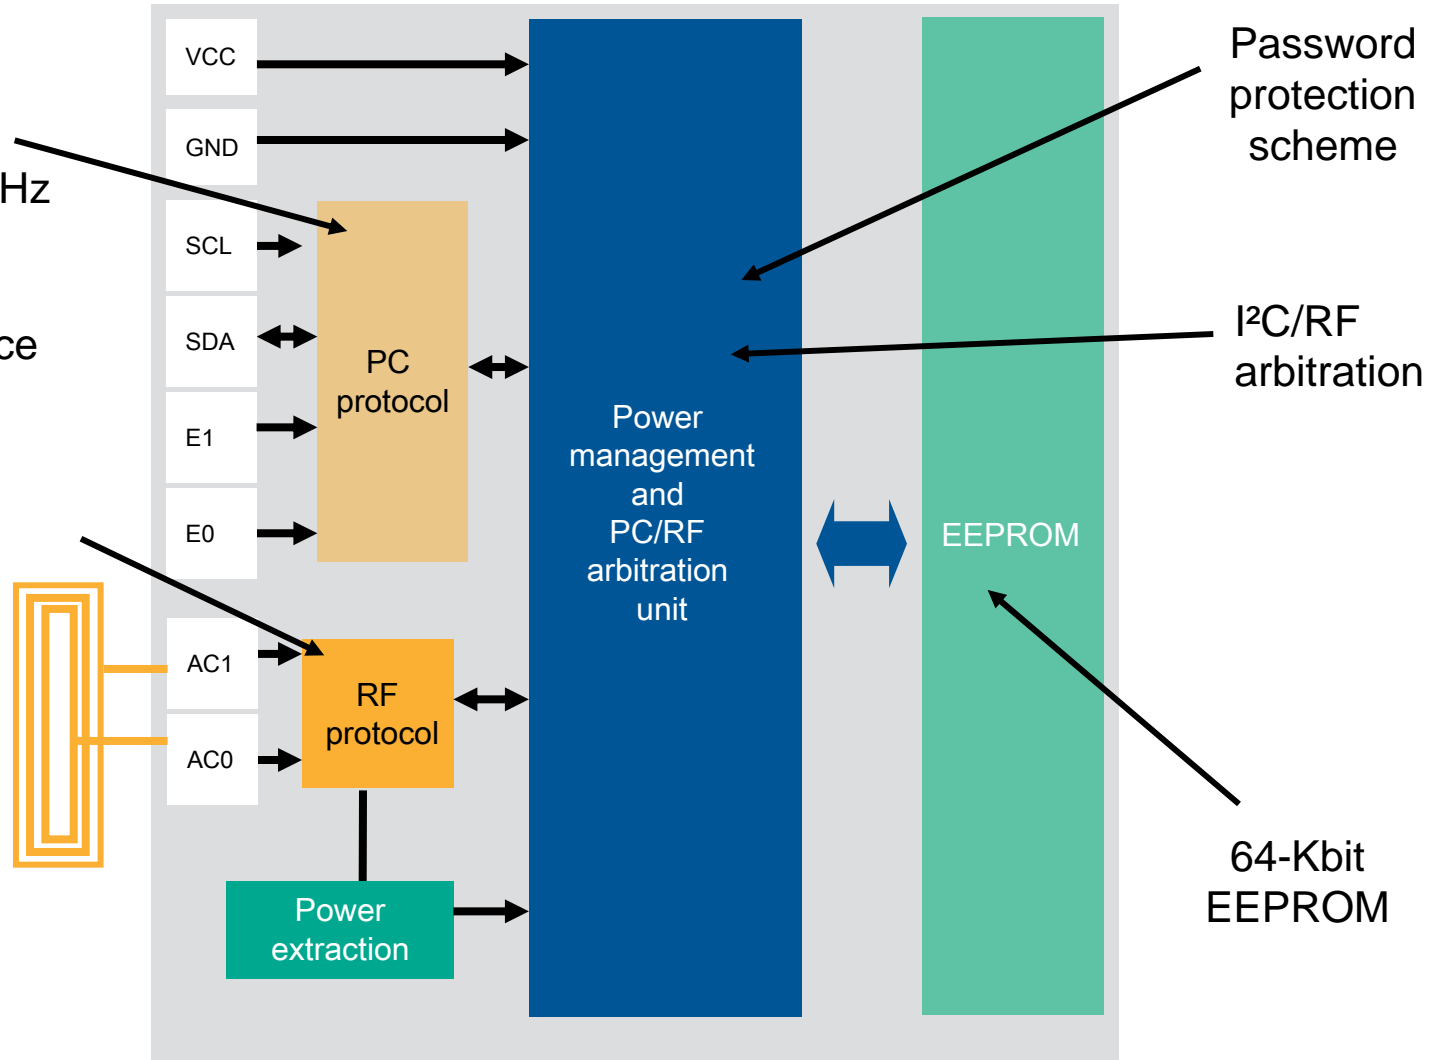 VCC
GND
SCL
SDA
E1
E0
AC1
AC0
Hz
ce
PC
protocol
RF
protocol
Power
extraction
Power
management
and
PC/RF
arbitration
unit
EEPROM
Password
protection
scheme
I²C/RF
arbitration
64-Kbit
EEPROM